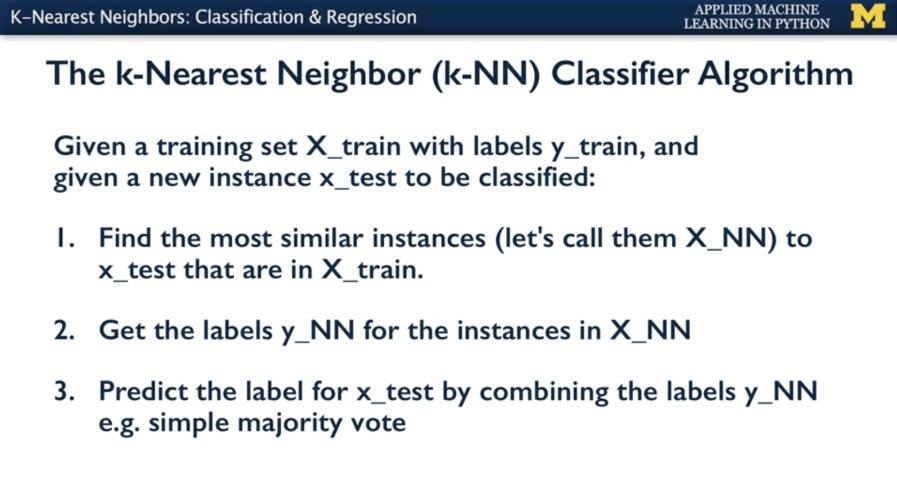 K-Nearest Neighbors: Classification & Regression
APPLIED MACHINE
LEARNING IN PYTHON
M
The k-Nearest Neighbor (k-NN) Classifier Algorithm
Given a training set X_train with labels y_train, and
given a new instance x_test to be classified:
1. Find the most similar instances (let's call them X_NN) to
x_test that are in X_train.
2. Get the labels y_NN for the instances in X_NN
3. Predict the label for x_test by combining the labels y_NN
e.g. simple majority vote